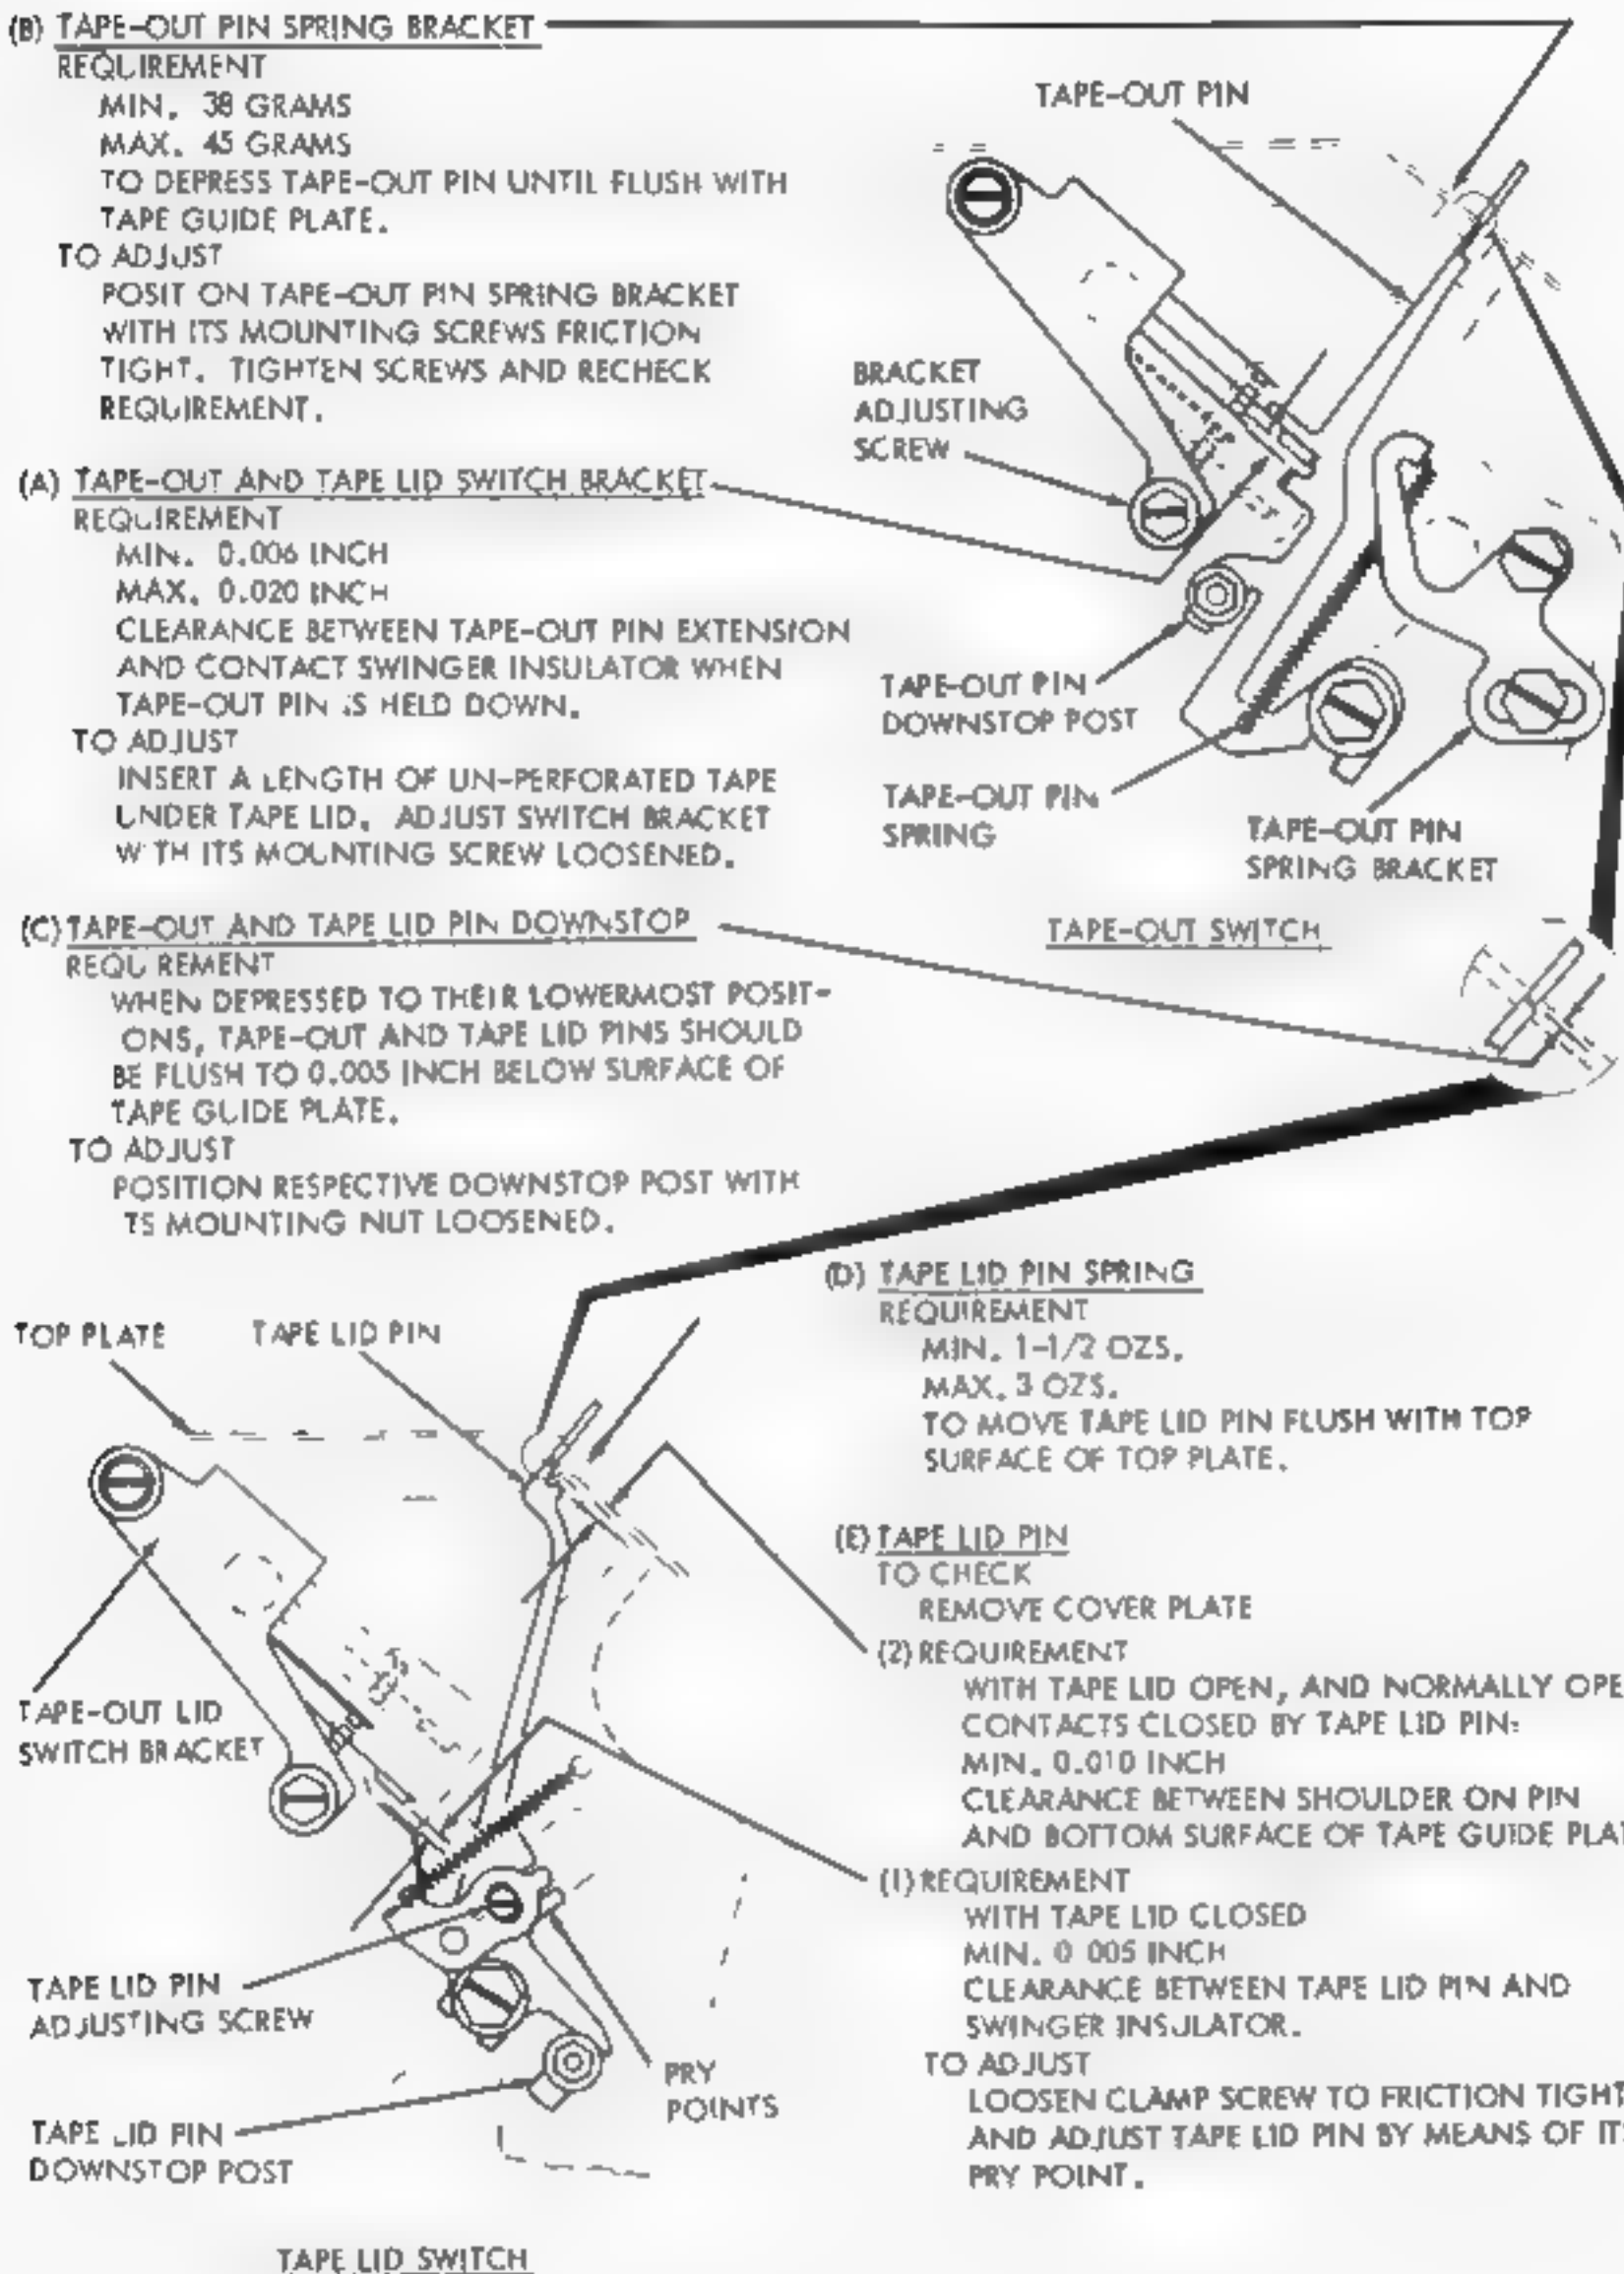 (B) TAPE-OUT PIN SPRING BRACKET
REQUIREMENT
MIN. 38 GRAMS
MAX. 45 GRAMS
TO DEPRESS TAPE-OUT PIN UNTIL FLUSH WITH
TAPE GUIDE PLATE.
TO ADJUST
POSIT ON TAPE-OUT PIN SPRING BRACKET
WITH ITS MOUNTING SCREWS FRICTION
TIGHT. TIGHTEN SCREWS AND RECHECK
REQUIREMENT.
TAPE-OUT PIN
BRACKET
ADJUSTING
SCREW
(A) TAPE-OUT AND TAPE LID SWITCH BRACKET
REQUIREMENT
MIN. 0.006 INCH
MAX. 0.020 INCH
CLEARANCE BETWEEN TAPE-OUT PIN EXTENSION
AND CONTACT SWINGER INSULATOR WHEN
TAPE-OUT PIN IS HELD DOWN.
TO ADJUST
INSERT A LENGTH OF UN-PERFORATED TAPE
UNDER TAPE LID. ADJUST SWITCH BRACKET
WITH ITS MOUNTING SCREW LOOSENED.
TAPE-OUT PIN
DOWNSTOP POST
TAPE-OUT PIN
SPRING
TAPE-OUT PIN
SPRING BRACKET
TAPE-OUT SWITCH
(C) TAPE-OUT AND TAPE LID PIN DOWNSTOP
REQU REMENT
WHEN DEPRESSED TO THEIR LOWERMOST POSIT-
ONS, TAPE-OUT AND TAPE LID PINS SHOULD
BE FLUSH TO 0.005 INCH BELOW SURFACE OF
TAPE GUIDE PLATE.
TO ADJUST
POSITION RESPECTIVE DOWNSTOP POST WITH
TS MOUNTING NUT LOOSENED.
(D) TAPE LID PIN SPRING
REQUIREMENT
MIN. 1-1/2 OZS.
MAX. 3 OZS.
TO MOVE TAPE LID PIN FLUSH WITH TOP
SURFACE OF TOP PLATE.
TOP PLATE
TAPE LID PIN
(E) TAPE LID PIN
TO CHECK
REMOVE COVER PLATE
(2) REQUIREMENT
WITH TAPE LID OPEN, AND NORMALLY OPE
CONTACTS CLOSED BY TAPE LID PIN:
MIN. 0.010 INCH
CLEARANCE BETWEEN SHOULDER ON PIN
AND BOTTOM SURFACE OF TAPE GUIDE PLAT
(1) REQUIREMENT
WITH TAPE LID CLOSED
MIN. 0 005 INCH
CLEARANCE BETWEEN TAPE LID PIN AND
SWINGER INSULATOR.
TO ADJUST
LOOSEN CLAMP SCREW TO FRICTION TIGHT
AND ADJUST TAPE LID PIN BY MEANS OF IT
PRY POINT.
TAPE-OUT LID
SWITCH BRACKET
TAPE LID PIN
ADJUSTING SCREW
PRY
POINTS
TAPE LID PIN
DOWNSTOP POST
TAPE LID SWITCH